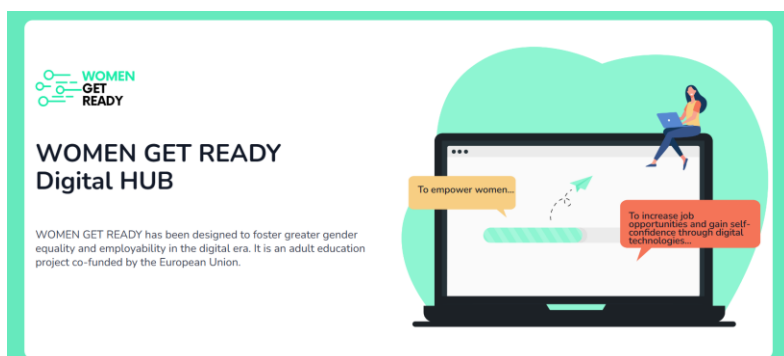 WOMEN
GET
READY
WOMEN GET READY
Digital HUB
WOMEN GET READY has been designed to foster greater gender
equality and employability in the digital era. It is an adult education
project co-funded by the European Union.
To empower women...
To increase job
opportunities and gain self-
confidence through digital
technologies...